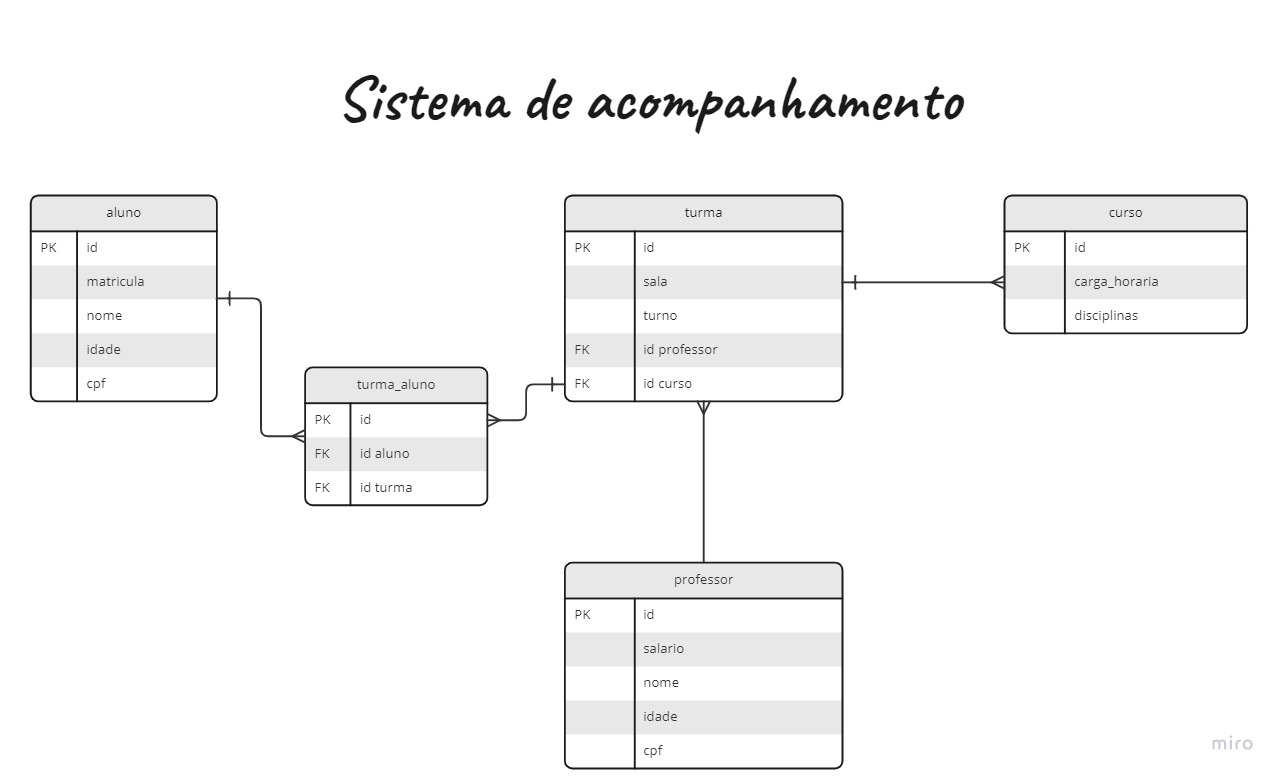 Sistema de acompanhamento
aluno
PK id
matricula
nome
idade
cpf
turma_aluno
PK id
FK id aluno
FK id turma
turma
PK id
sala
turno
FK id professor
FK id curso
curso
PK id
carga_horaria
disciplinas
professor
PK id
salario
nome
idade
cpf
miro